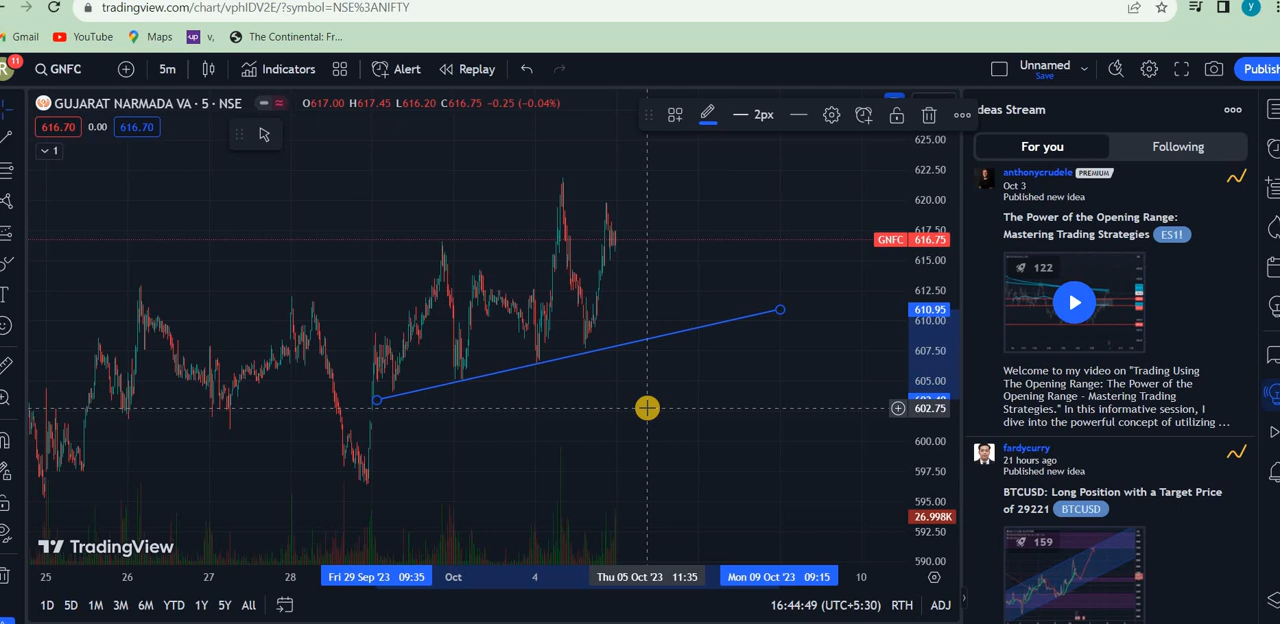 tradingview.com/chart/vphIDV2E/?symbol=NSE%3ANIFTY
Gmail YouTube Maps up v, The Continental: Fr...
11
GNFC 5m Indicators Alert Replay Unnamed Save Publish
GUJARAT NARMADA VA · 5 · NSE O617.00 H617.45 L616.20 C616.75 -0.25 (-0.04%)
616.70 0.00 616.70
1
2px
625.00
622.50
620.00
617.50
GNFC 616.75
615.00
612.50
610.95
610.00
607.50
605.00
602.75
600.00
597.50
595.00
26.998K
592.50
590.00
TradingView
25 26 27 28 Fri 29 Sep '23 09:35 Oct 4 Thu 05 Oct '23 11:35 Mon 09 Oct '23 09:15 10
1D 5D 1M 3M 6M YTD 1Y 5Y All 16:44:49 (UTC+5:30) RTH ADJ
deas Stream
For you Following
anthonycrudele PREMIUM
Oct 3
Published new idea
The Power of the Opening Range:
Mastering Trading Strategies ES1!
122
Welcome to my video on "Trading Using
The Opening Range: The Power of the
Opening Range - Mastering Trading
Strategies." In this informative session, I
dive into the powerful concept of utilizing ...
fardycurry
21 hours ago
Published new idea
BTCUSD: Long Position with a Target Price
of 29221 BTCUSD
159